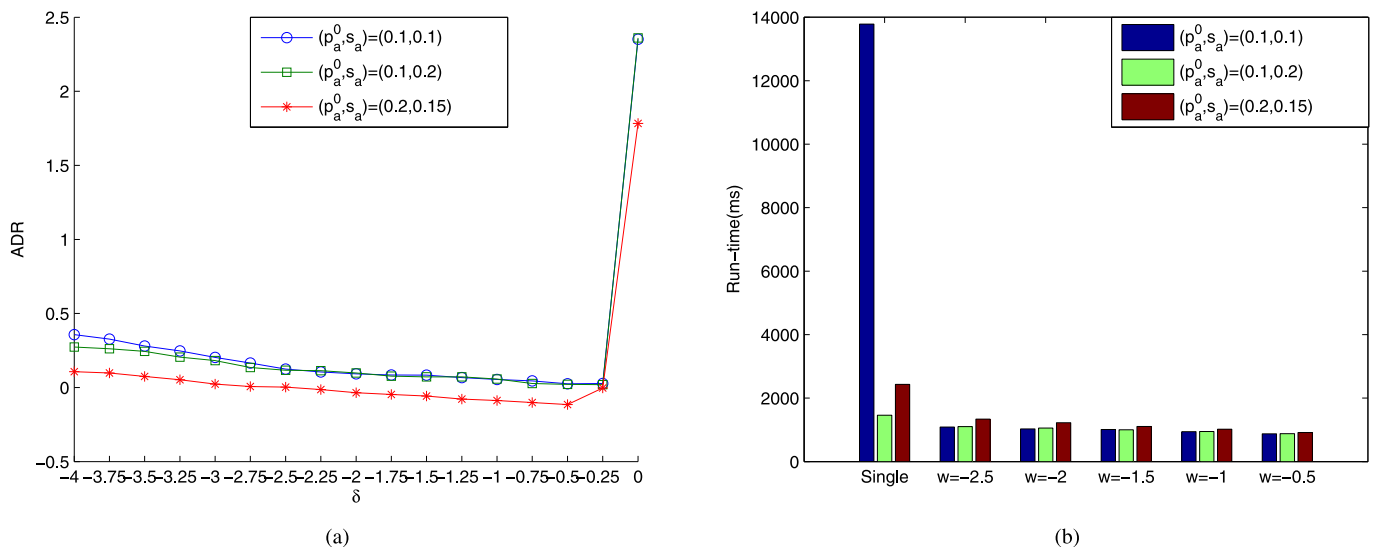 2.5
2
1.5
1
0.5
0
−0.5
ADR
(p_a^0,s_a)=(0.1,0.1)
(p_a^0,s_a)=(0.1,0.2)
(p_a^0,s_a)=(0.2,0.15)
−4 −3.75 −3.5 −3.25 −3 −2.75 −2.5 −2.25 −2 −1.75 −1.5 −1.25 −1 −0.75 −0.5 −0.25 0
δ
(a)
14000
12000
10000
8000
6000
4000
2000
0
Run−time(ms)
(p_a^0,s_a)=(0.1,0.1)
(p_a^0,s_a)=(0.1,0.2)
(p_a^0,s_a)=(0.2,0.15)
Single w=−2.5 w=−2 w=−1.5 w=−1 w=−0.5
(b)